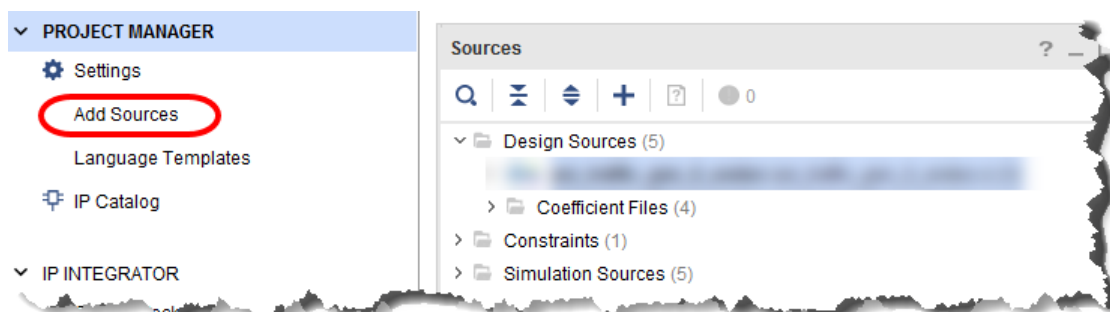 PROJECT MANAGER
Settings
Add Sources
Language Templates
IP Catalog
IP INTEGRATOR
Sources
?
0
Design Sources (5)
Coefficient Files (4)
Constraints (1)
Simulation Sources (5)